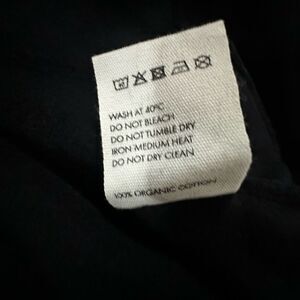 WASH AT 40°C
DO NOT BLEACH
DO NOT TUMBLE DRY
IRON MEDIUM HEAT
DO NOT DRY CLEAN
100% ORGANIC COTTON